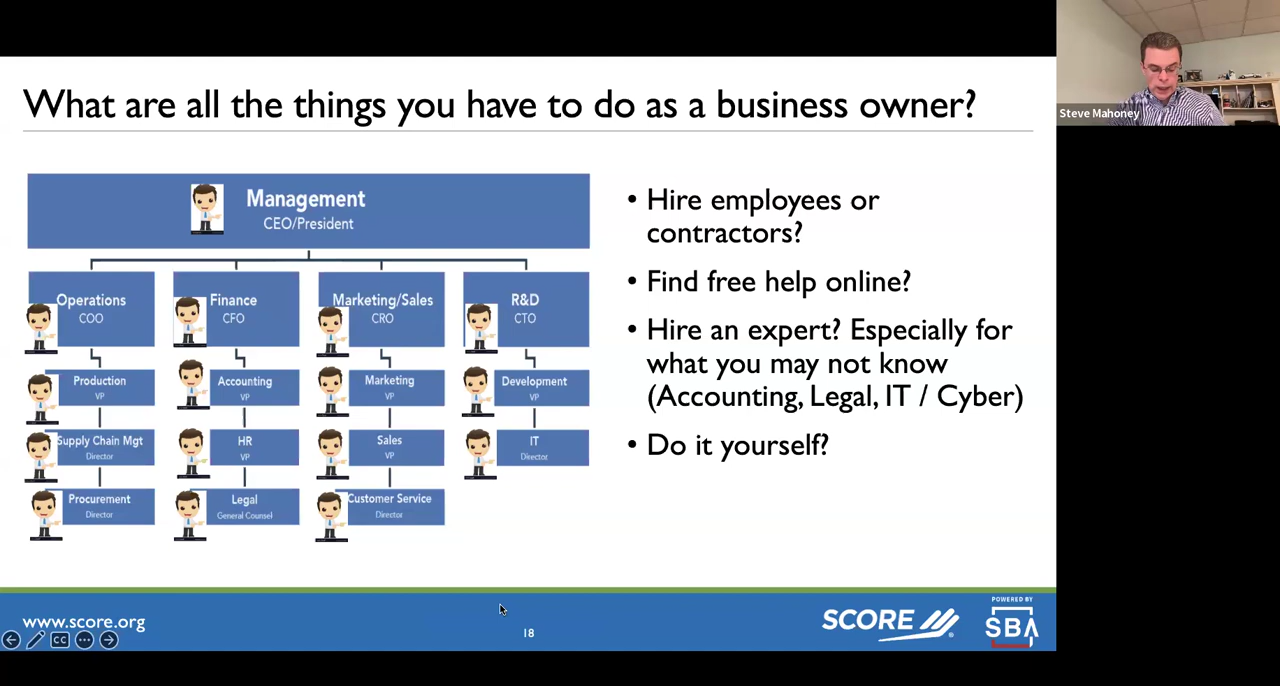 What are all the things you have to do as a business owner?
Steve Mahoney
Management
CEO/President
Operations
COO
Finance
CFO
Marketing/Sales
CRO
R&D
CTO
Production
VP
Accounting
VP
Marketing
VP
Development
VP
Supply Chain Mgt
Director
HR
VP
Sales
VP
IT
Director
Procurement
Director
Legal
General Counsel
Customer Service
Director
• Hire employees or
contractors?
• Find free help online?
• Hire an expert? Especially for
what you may not know
(Accounting, Legal, IT / Cyber)
• Do it yourself?
www.score.org
CC
18
SCORE
®
POWERED BY
SBA